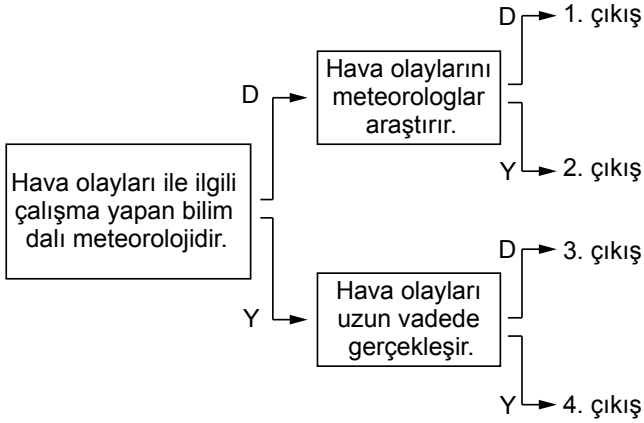 Hava olayları ile ilgili
çalışma yapan bilim
dalı meteorolojidir.
D
Y
Hava olaylarını
meteorologlar
araştırır.
D
1. çıkış
Y
2. çıkış
Hava olayları
uzun vadede
gerçekleşir.
D
3. çıkış
Y
4. çıkış